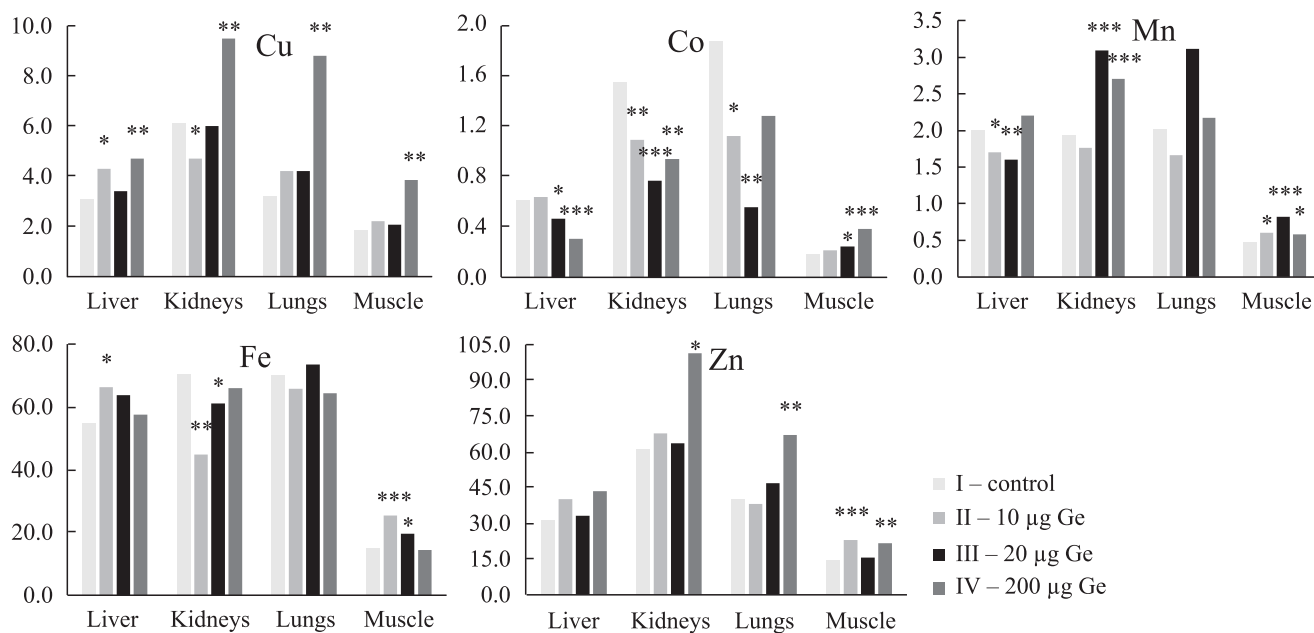 Cu
10.0
8.0
6.0
4.0
2.0
0.0
* ** * ** ** **
Liver Kidneys Lungs Muscle
Co
2.0
1.6
1.2
0.8
0.4
0.0
* *** ** *** ** * ** * ***
Liver Kidneys Lungs Muscle
Mn
3.5
3.0
2.5
2.0
1.5
1.0
0.5
0.0
* ** *** *** * *** *
Liver Kidneys Lungs Muscle
Fe
80.0
60.0
40.0
20.0
0.0
* ** * *** *
Liver Kidneys Lungs Muscle
Zn
105.0
90.0
75.0
60.0
45.0
30.0
15.0
0.0
* ** *** **
Liver Kidneys Lungs Muscle
I – control
II – 10 µg Ge
III – 20 µg Ge
IV – 200 µg Ge